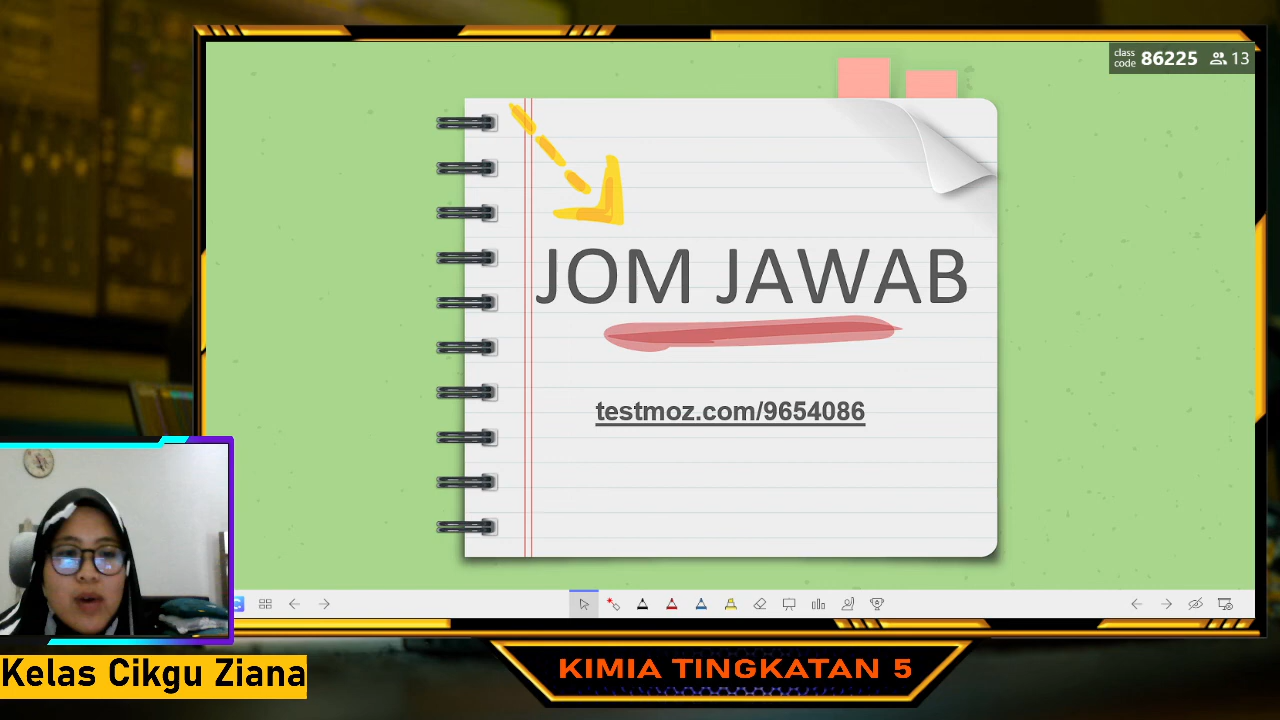 class code 86225 13
JOM JAWAB
testmoz.com/9654086
Kelas Cikgu Ziana
KIMIA TINGKATAN 5